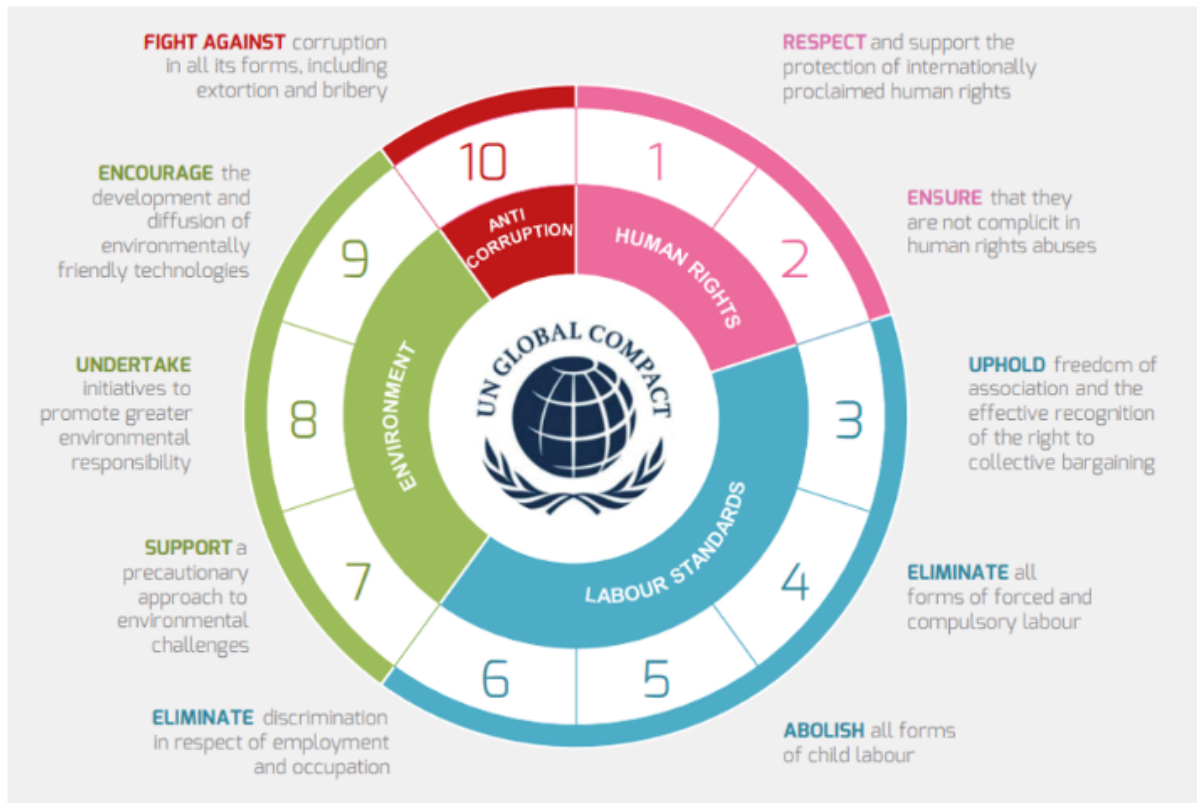 FIGHT AGAINST corruption
in all its forms, including
extortion and bribery
RESPECT and support the
protection of internationally
proclaimed human rights
ENCOURAGE the
development and
diffusion of
environmentally
friendly technologies
ENSURE that they
are not complicit in
human rights abuses
UNDERTAKE
initiatives to
promote greater
environmental
responsibility
UPHOLD freedom of
association and the
effective recognition
of the right to
collective bargaining
SUPPORT a
precautionary
approach to
environmental
challenges
ELIMINATE all
forms of forced and
compulsory labour
ELIMINATE discrimination
in respect of employment
and occupation
ABOLISH all forms
of child labour
10
1
2
3
4
5
6
7
8
9
ANTI
CORRUPTION
HUMAN RIGHTS
LABOUR STANDARDS
ENVIRONMENT
UN GLOBAL COMPACT